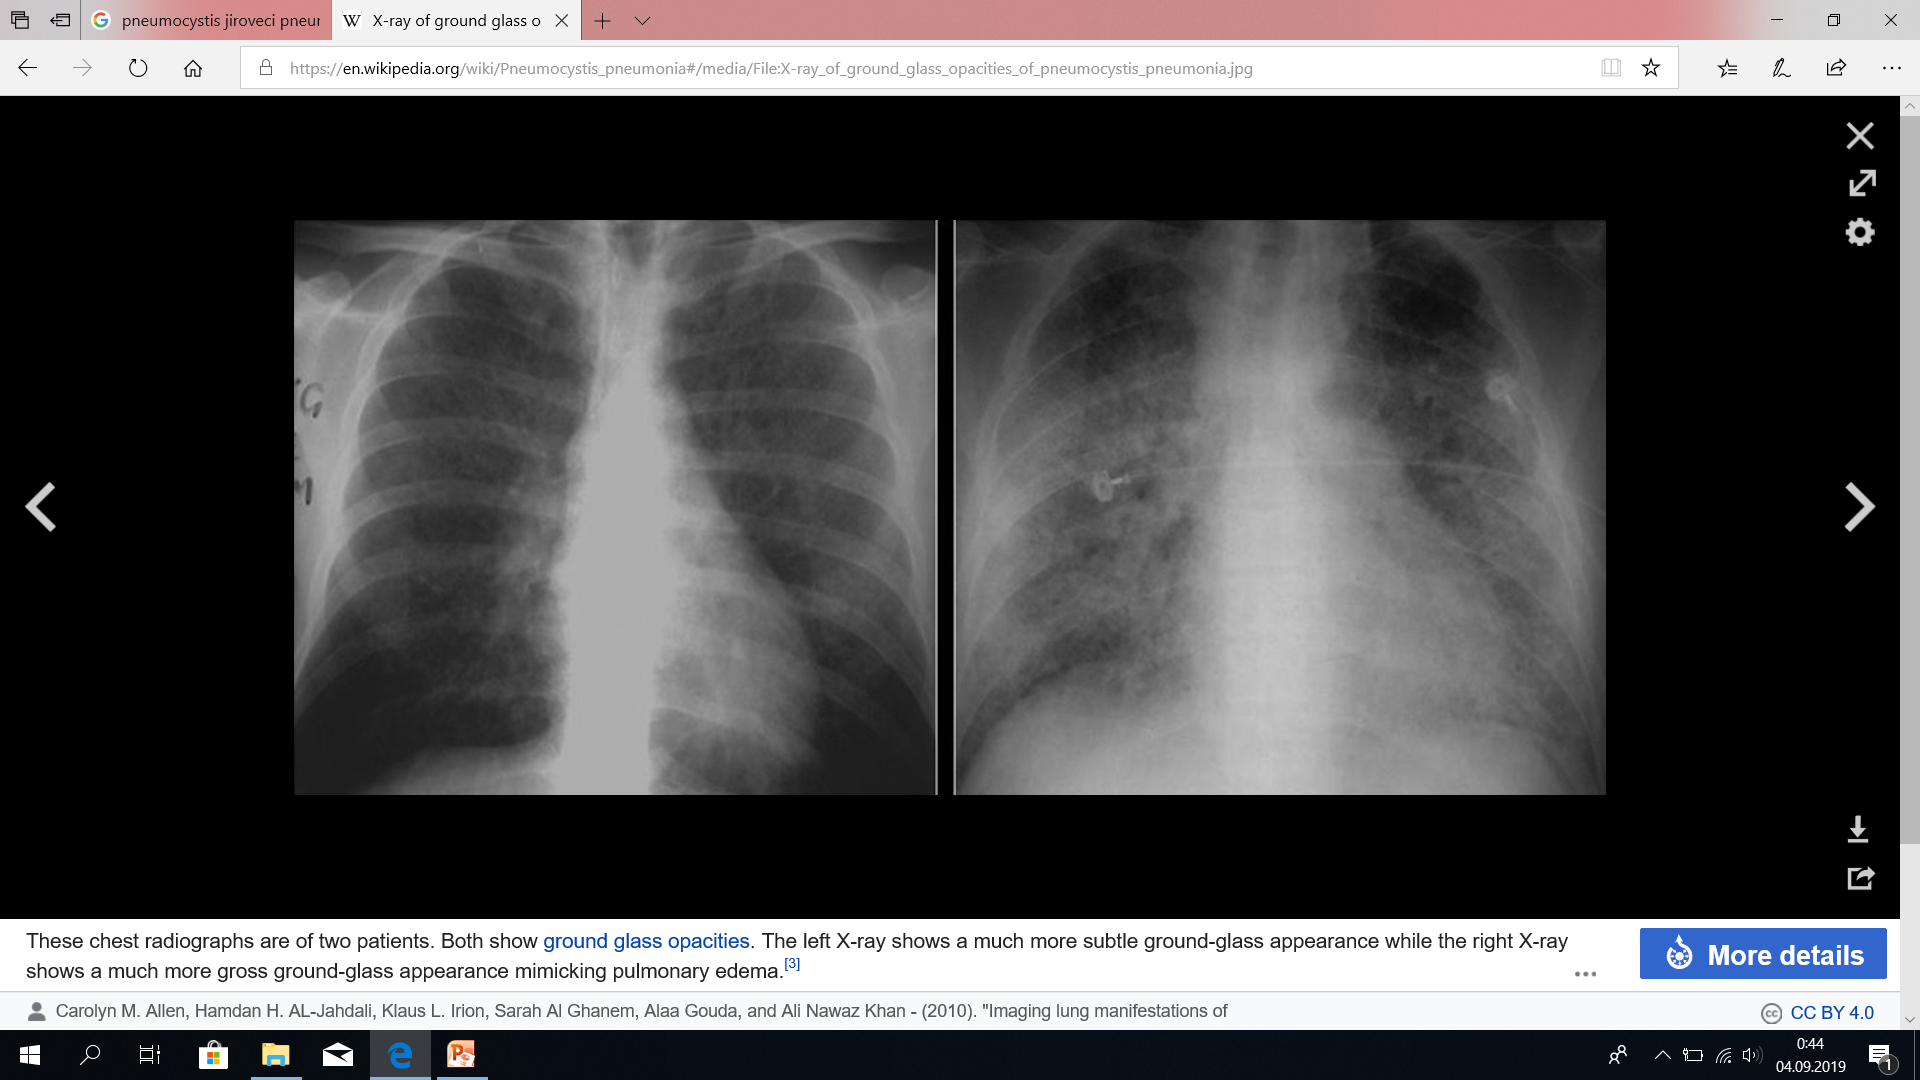 pneumocystis jiroveci pneur
W X-ray of ground glass o
https://en.wikipedia.org/wiki/Pneumocystis_pneumonia#/media/File:X-ray_of_ground_glass_opacities_of_pneumocystis_pneumonia.jpg
G
These chest radiographs are of two patients. Both show ground glass opacities. The left X-ray shows a much more subtle ground-glass appearance while the right X-ray
shows a much more gross ground-glass appearance mimicking pulmonary edema.[3]
More details
Carolyn M. Allen, Hamdan H. AL-Jahdali, Klaus L. Irion, Sarah Al Ghanem, Alaa Gouda, and Ali Nawaz Khan - (2010). "Imaging lung manifestations of
CC BY 4.0
0:44
04.09.2019
1